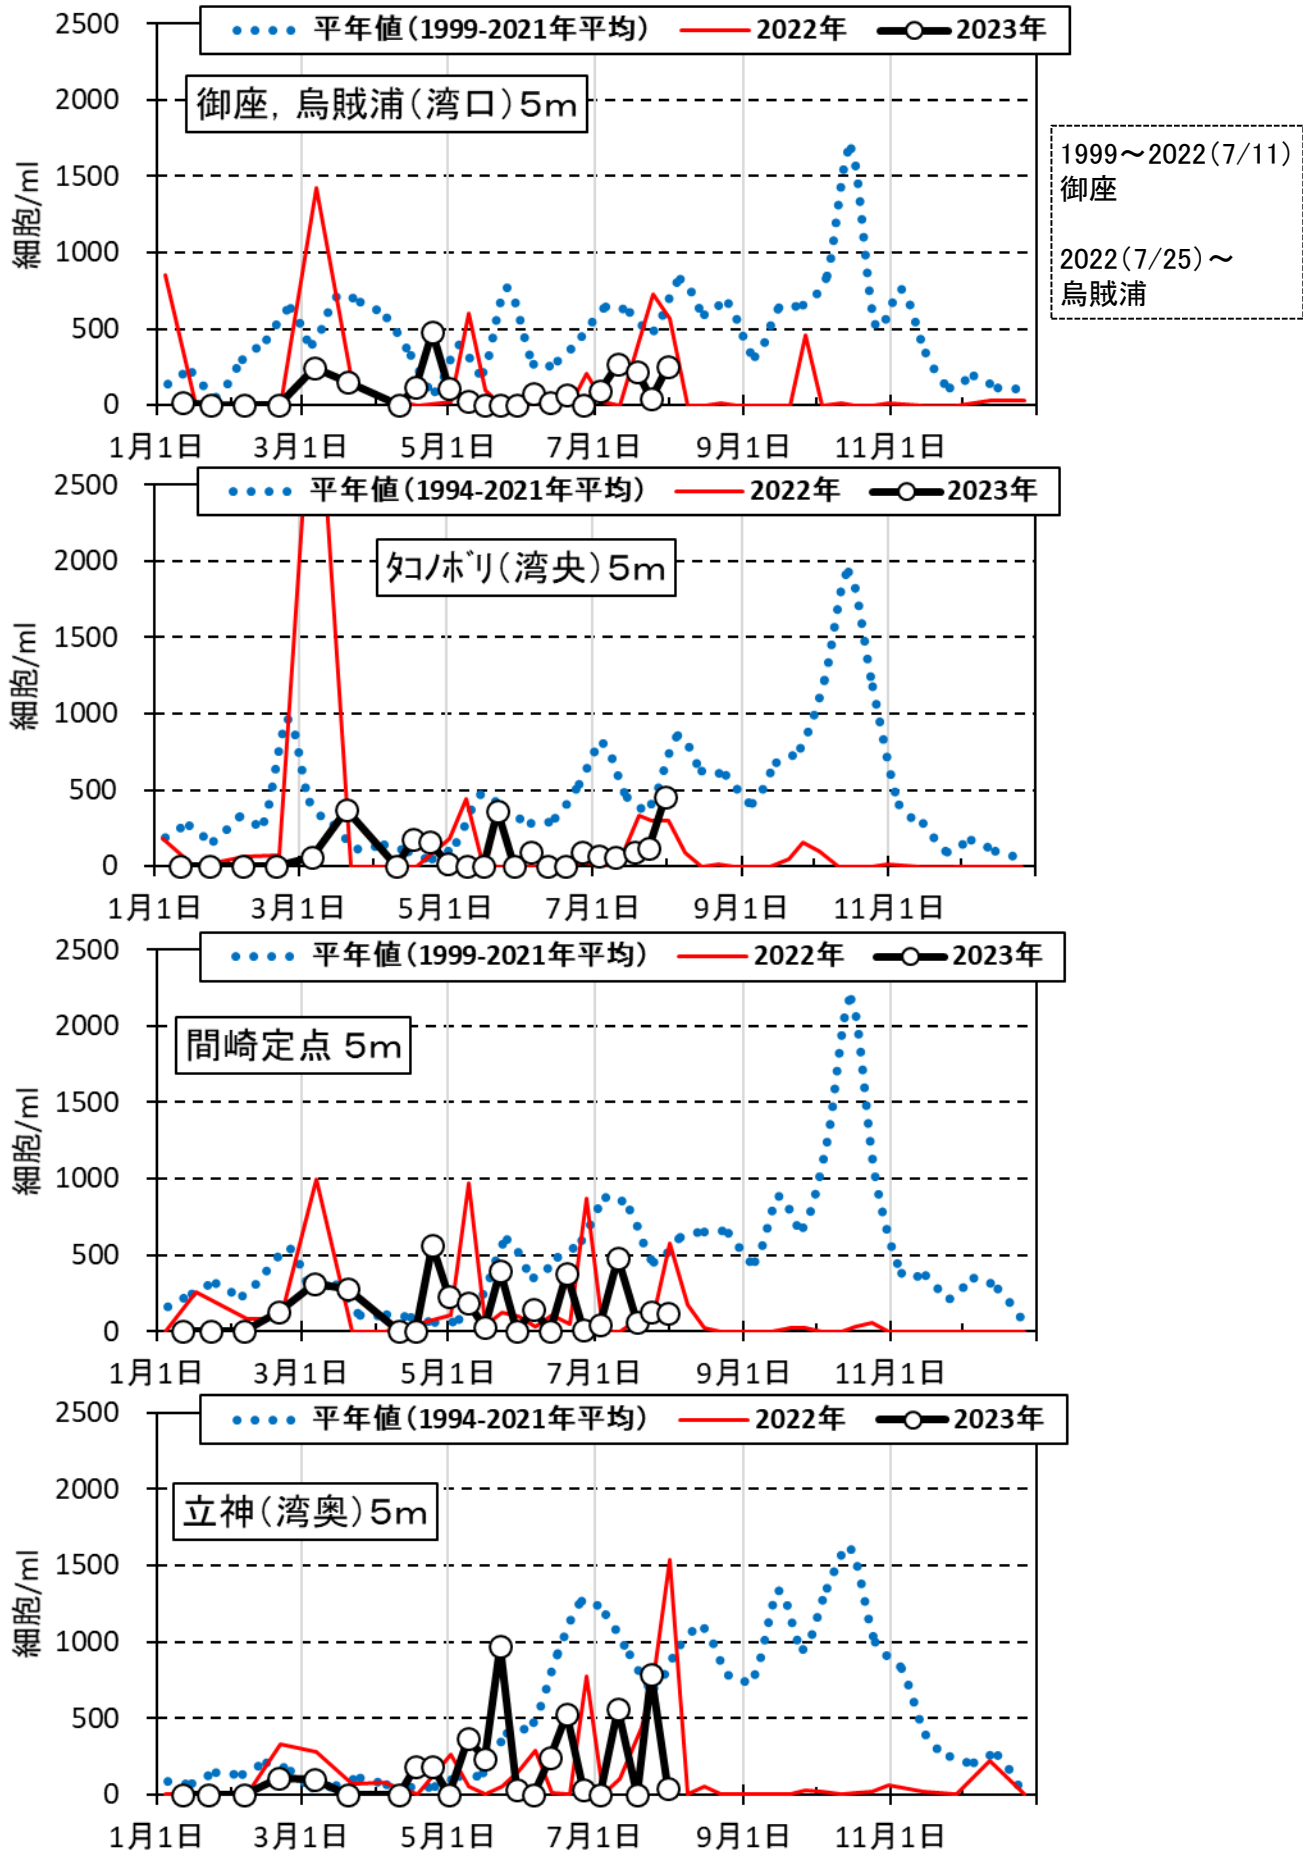 2500
平年値(1999-2021年平均) 2022年 2023年
御座，烏賊浦(湾口)5m
2000
1500
1000
500
0
細胞/ml
1月1日 3月1日 5月1日 7月1日 9月1日 11月1日
1999～2022(7/11)
御座
2022(7/25)～
烏賊浦
2500
平年値(1994-2021年平均) 2022年 2023年
ﾀｺﾉﾎﾞﾘ(湾央)5m
2000
1500
1000
500
0
細胞/ml
1月1日 3月1日 5月1日 7月1日 9月1日 11月1日
2500
平年値(1999-2021年平均) 2022年 2023年
間崎定点 5m
2000
1500
1000
500
0
細胞/ml
1月1日 3月1日 5月1日 7月1日 9月1日 11月1日
2500
平年値(1994-2021年平均) 2022年 2023年
立神(湾奥)5m
2000
1500
1000
500
0
細胞/ml
1月1日 3月1日 5月1日 7月1日 9月1日 11月1日